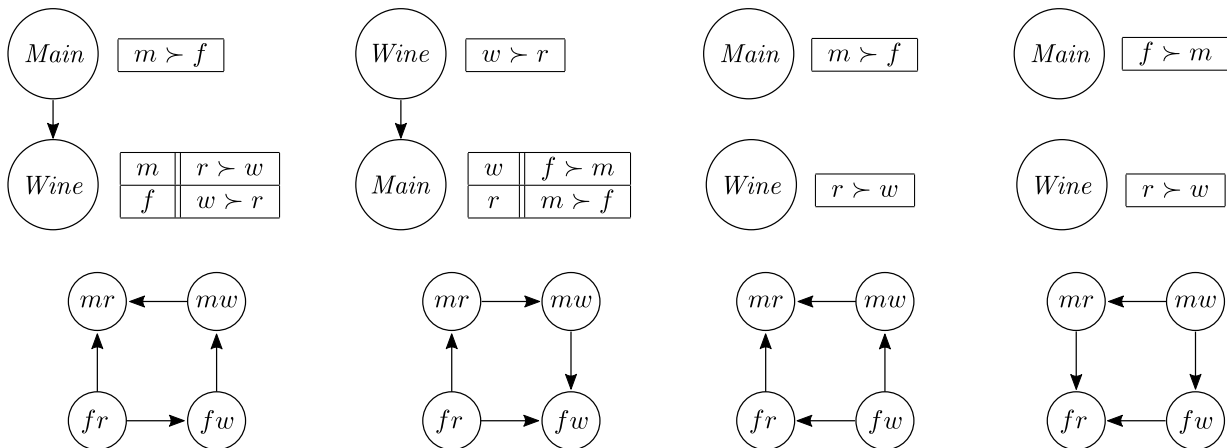 Main m ≻ f
Wine m r ≻ w
f w ≻ r
mr mw
fr fw
Wine w ≻ r
Main w f ≻ m
r m ≻ f
mr mw
fr fw
Main m ≻ f
Wine r ≻ w
mr mw
fr fw
Main f ≻ m
Wine r ≻ w
mr mw
fr fw